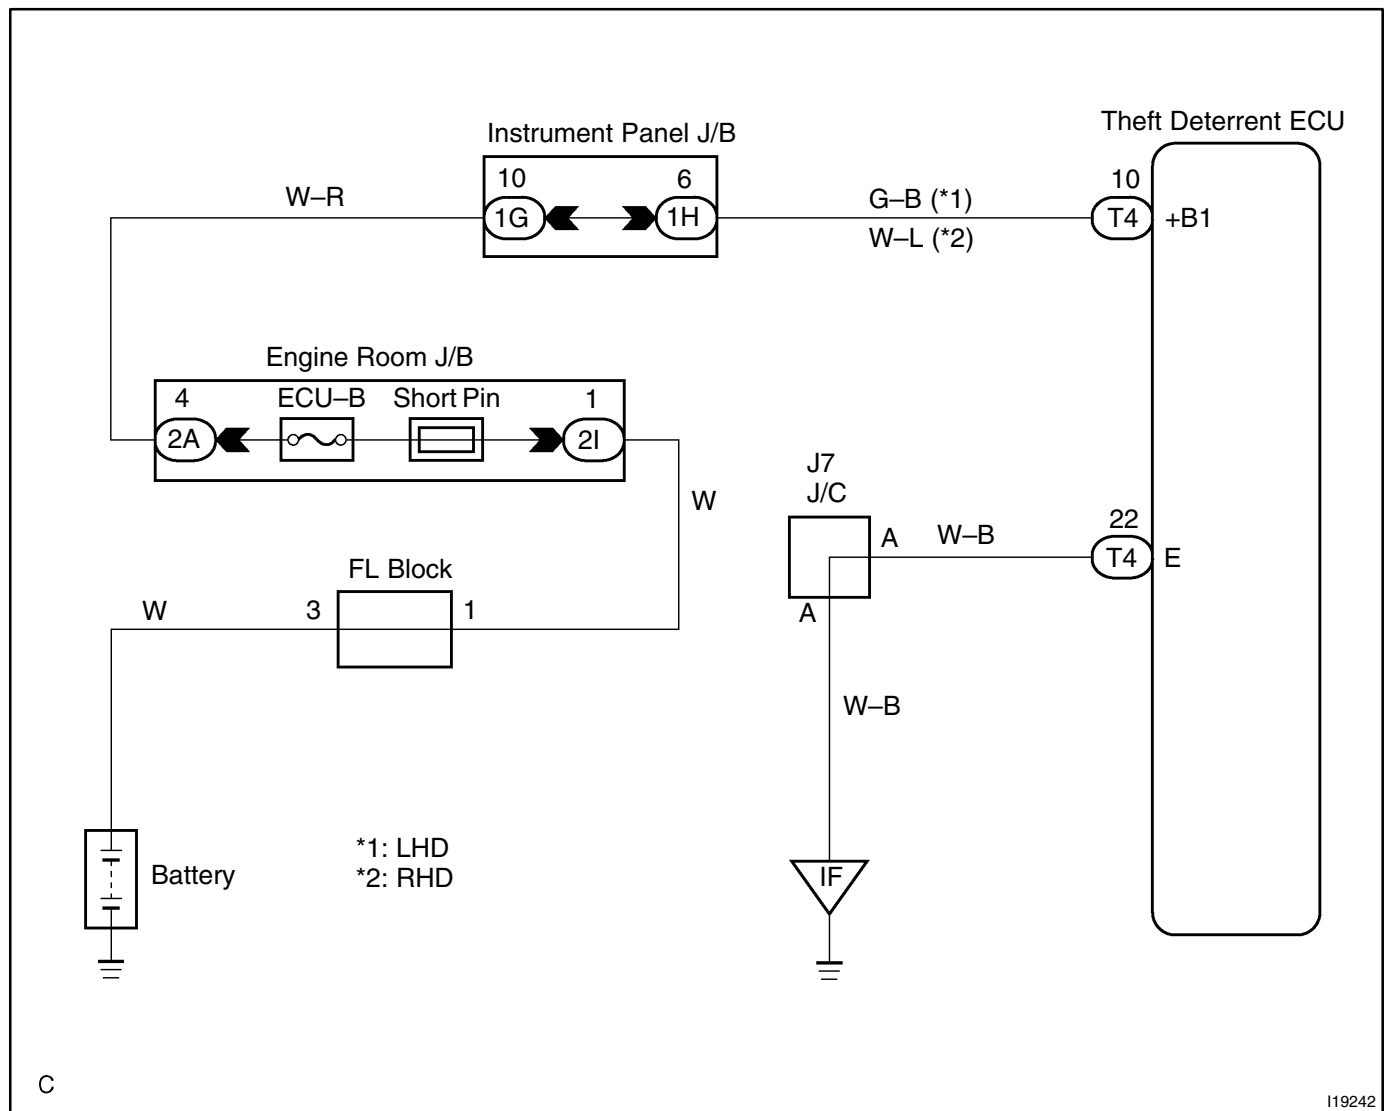 Theft Deterrent ECU
Instrument Panel J/B
10
6
10
W–R
1G
1H
G–B (*1)
W–L (*2)
T4
+B1
Engine Room J/B
4
ECU–B
Short Pin
1
2A
2I
W
J7
J/C
A
W–B
22
T4
E
A
FL Block
W
3
1
W–B
IF
Battery
*1: LHD
*2: RHD
C
I19242